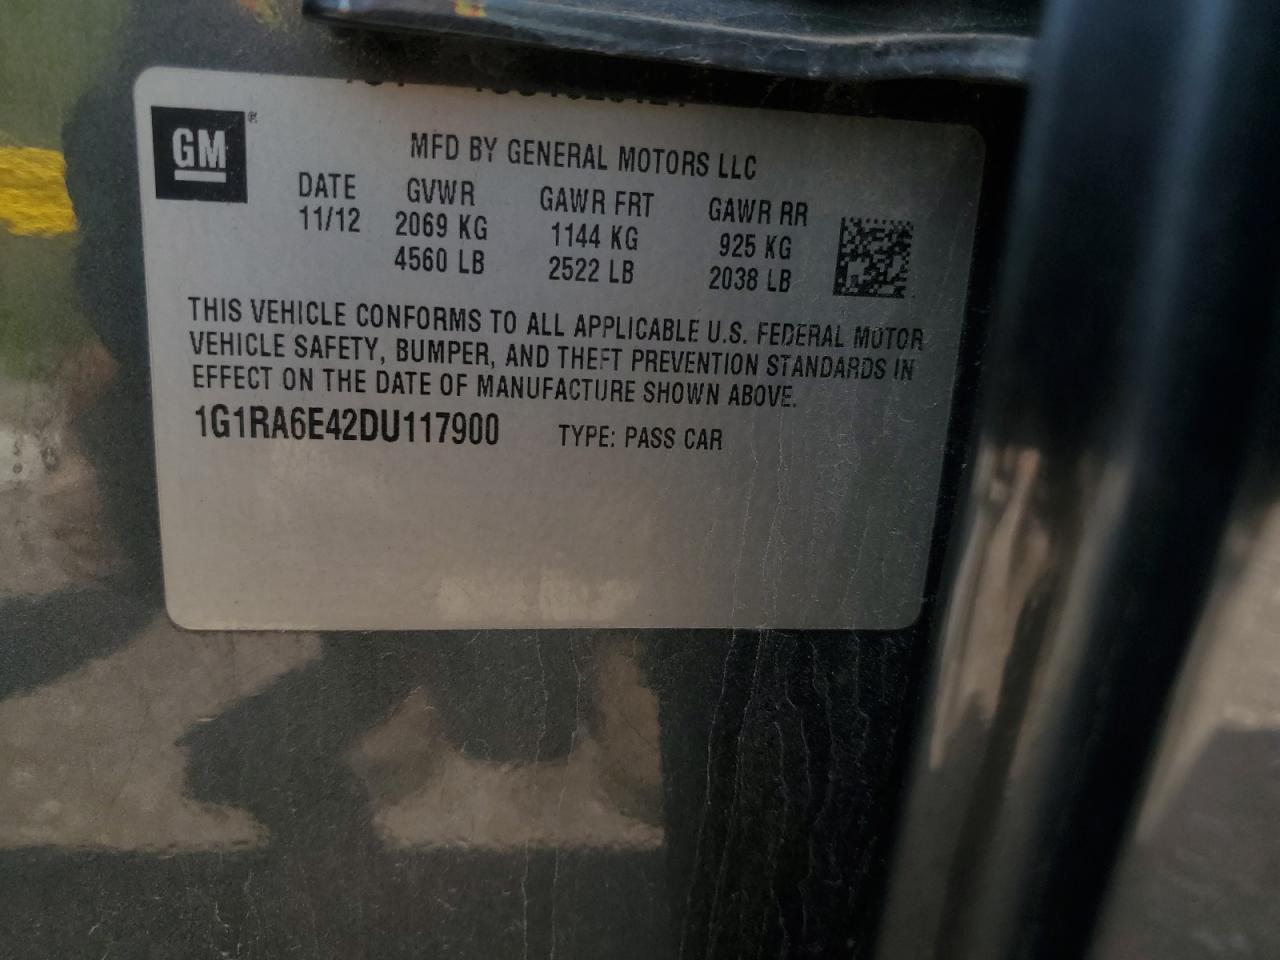 GM®
MFD BY GENERAL MOTORS LLC
DATE GVWR GAWR FRT GAWR RR
11/12 2069 KG 1144 KG 925 KG
4560 LB 2522 LB 2038 LB
THIS VEHICLE CONFORMS TO ALL APPLICABLE U.S. FEDERAL MOTOR
VEHICLE SAFETY, BUMPER, AND THEFT PREVENTION STANDARDS IN
EFFECT ON THE DATE OF MANUFACTURE SHOWN ABOVE.
1G1RA6E42DU117900 TYPE: PASS CAR